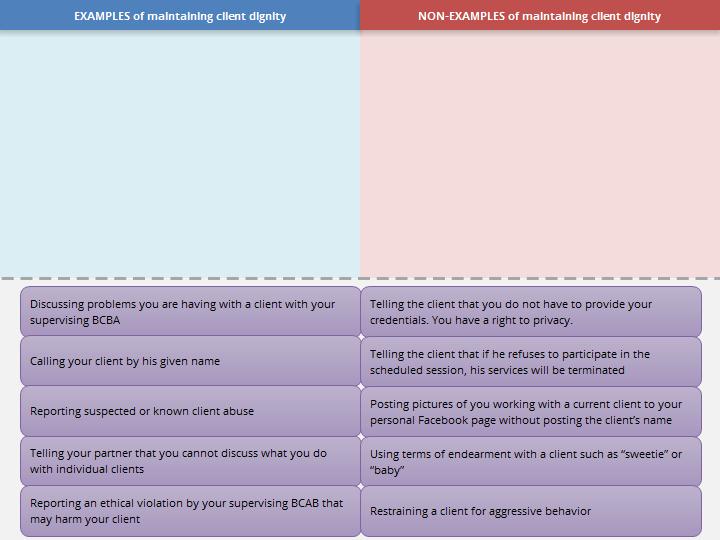 EXAMPLES of maintaining client dignity
NON-EXAMPLES of maintaining client dignity
Discussing problems you are having with a client with your
supervising BCBA
Telling the client that you do not have to provide your
credentials. You have a right to privacy.
Calling your client by his given name
Telling the client that if he refuses to participate in the
scheduled session, his services will be terminated
Reporting suspected or known client abuse
Posting pictures of you working with a current client to your
personal Facebook page without posting the client’s name
Telling your partner that you cannot discuss what you do
with individual clients
Using terms of endearment with a client such as “sweetie” or
“baby”
Reporting an ethical violation by your supervising BCAB that
may harm your client
Restraining a client for aggressive behavior